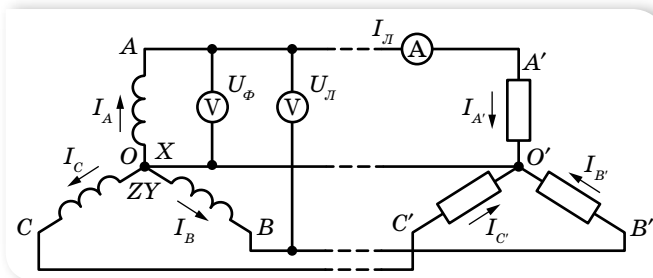 A I_Л A A′
U_Ф U_Л
I_A V V I_A′
I_C O X O′ I_B′
ZY
C I_B B C′ I_C′ B′